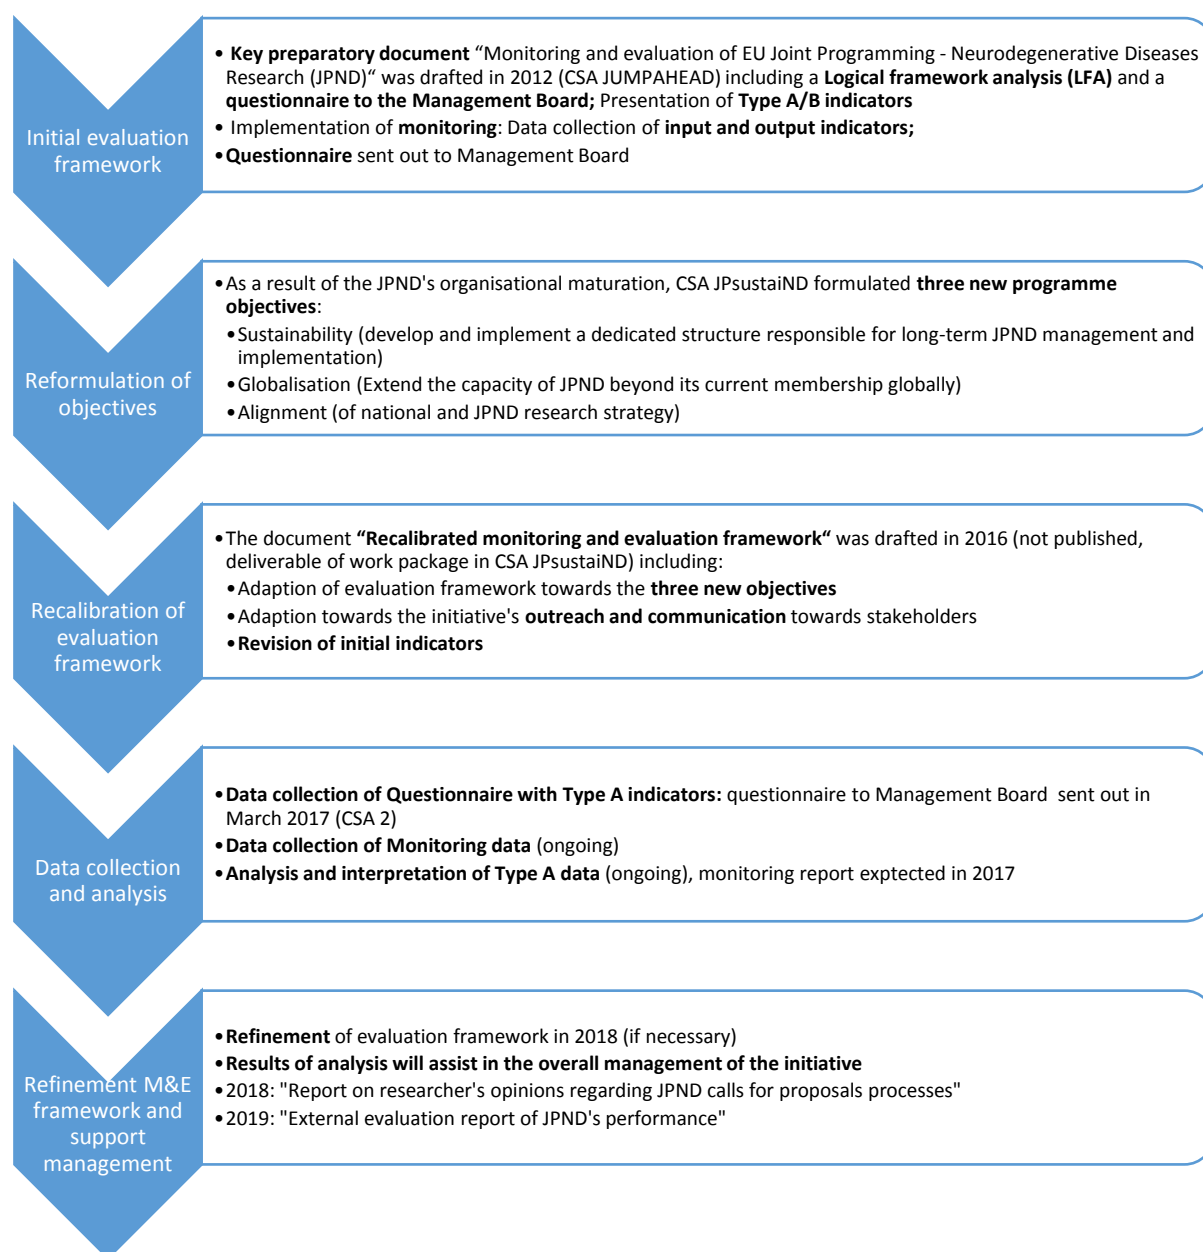 Initial evaluation
framework
• Key preparatory document “Monitoring and evaluation of EU Joint Programming - Neurodegenerative Diseases
Research (JPND)“ was drafted in 2012 (CSA JUMPAHEAD) including a Logical framework analysis (LFA) and a
questionnaire to the Management Board; Presentation of Type A/B indicators
• Implementation of monitoring: Data collection of input and output indicators;
•Questionnaire sent out to Management Board
Reformulation of
objectives
•As a result of the JPND's organisational maturation, CSA JPsustaiND formulated three new programme
objectives:
•Sustainability (develop and implement a dedicated structure responsible for long-term JPND management and
implementation)
•Globalisation (Extend the capacity of JPND beyond its current membership globally)
•Alignment (of national and JPND research strategy)
Recalibration of
evaluation
framework
•The document “Recalibrated monitoring and evaluation framework“ was drafted in 2016 (not published,
deliverable of work package in CSA JPsustaiND) including:
•Adaption of evaluation framework towards the three new objectives
•Adaption towards the initiative's outreach and communication towards stakeholders
•Revision of initial indicators
Data collection
and analysis
•Data collection of Questionnaire with Type A indicators: questionnaire to Management Board sent out in
March 2017 (CSA 2)
•Data collection of Monitoring data (ongoing)
•Analysis and interpretation of Type A data (ongoing), monitoring report exptected in 2017
Refinement M&E
framework and
support
management
•Refinement of evaluation framework in 2018 (if necessary)
•Results of analysis will assist in the overall management of the initiative
•2018: "Report on researcher's opinions regarding JPND calls for proposals processes"
•2019: "External evaluation report of JPND's performance"